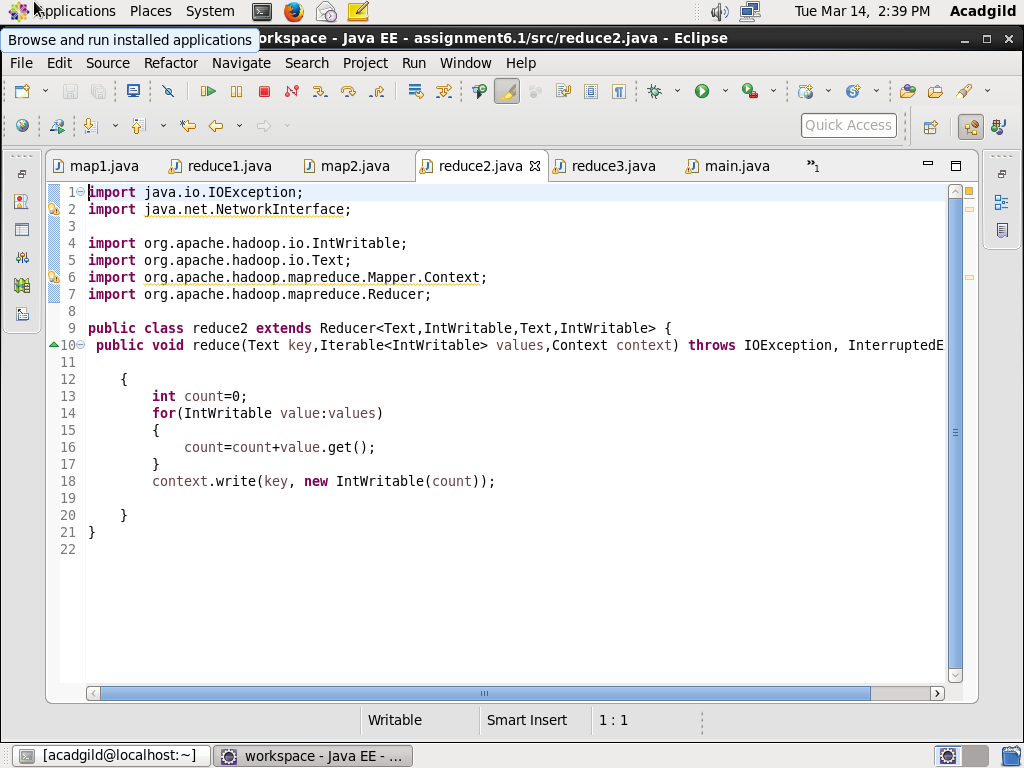 Applications Places System Tue Mar 14, 2:39 PM Acadgild
Browse and run installed applications
workspace - Java EE - assignment6.1/src/reduce2.java - Eclipse
File Edit Source Refactor Navigate Search Project Run Window Help
Quick Access
map1.java reduce1.java map2.java reduce2.java reduce3.java main.java »1
1 import java.io.IOException;
2 import java.net.NetworkInterface;
3
4 import org.apache.hadoop.io.IntWritable;
5 import org.apache.hadoop.io.Text;
6 import org.apache.hadoop.mapreduce.Mapper.Context;
7 import org.apache.hadoop.mapreduce.Reducer;
8
9 public class reduce2 extends Reducer<Text,IntWritable,Text,IntWritable> {
10 public void reduce(Text key,Iterable<IntWritable> values,Context context) throws IOException, InterruptedE
11
12 {
13 int count=0;
14 for(IntWritable value:values)
15 {
16 count=count+value.get();
17 }
18 context.write(key, new IntWritable(count));
19
20 }
21 }
22
Writable Smart Insert 1 : 1
[acadgild@localhost:~] workspace - Java EE - ...